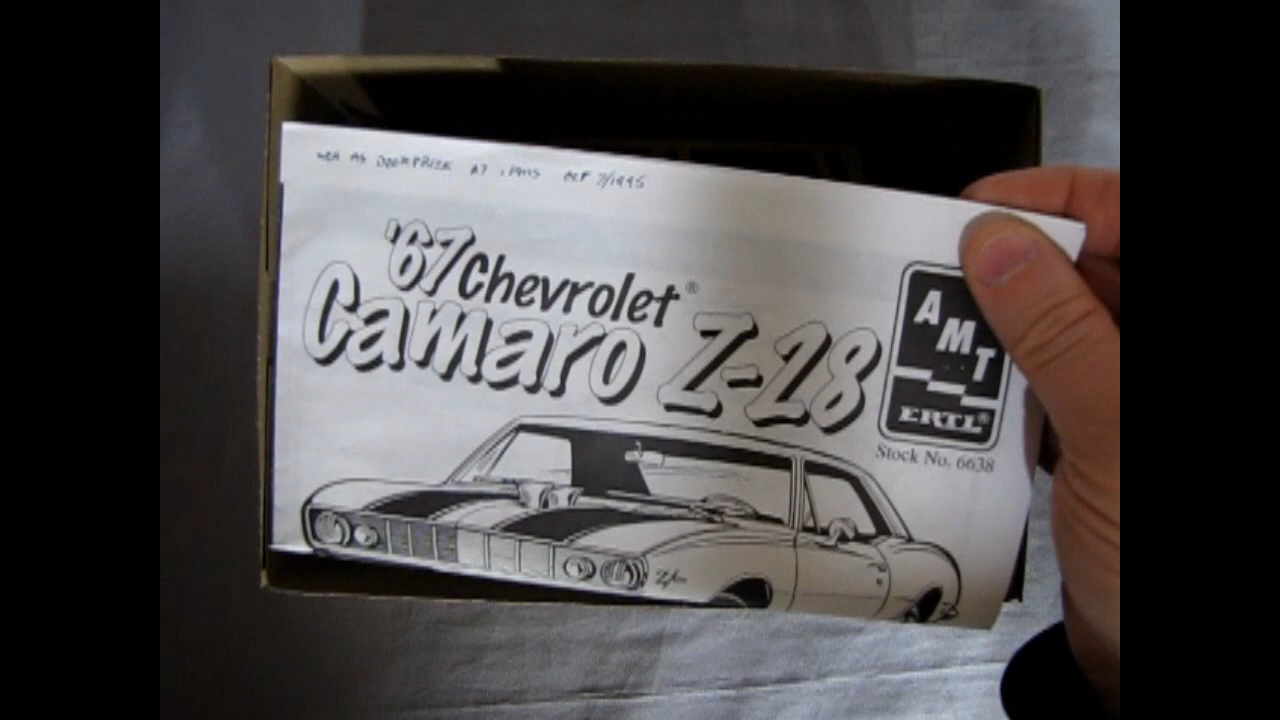 WON AS DOOR PRIZE AT IPMS OCT 7/1995
'67 Chevrolet®
Camaro Z-28
AMT
ERTL®
Stock No. 6638